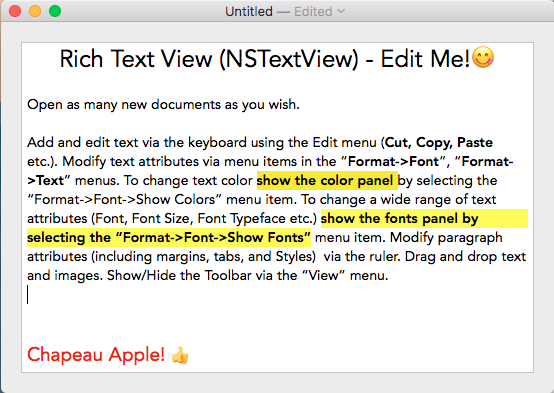 Untitled — Edited
Rich Text View (NSTextView) - Edit Me!😋
Open as many new documents as you wish.
Add and edit text via the keyboard using the Edit menu (Cut, Copy, Paste
etc.). Modify text attributes via menu items in the “Format->Font”, “Format-
>Text” menus. To change text color show the color panel by selecting the
“Format->Font->Show Colors” menu item. To change a wide range of text
attributes (Font, Font Size, Font Typeface etc.) show the fonts panel by
selecting the “Format->Font->Show Fonts” menu item. Modify paragraph
attributes (including margins, tabs, and Styles)  via the ruler. Drag and drop text
and images. Show/Hide the Toolbar via the “View” menu.
Chapeau Apple! 👍